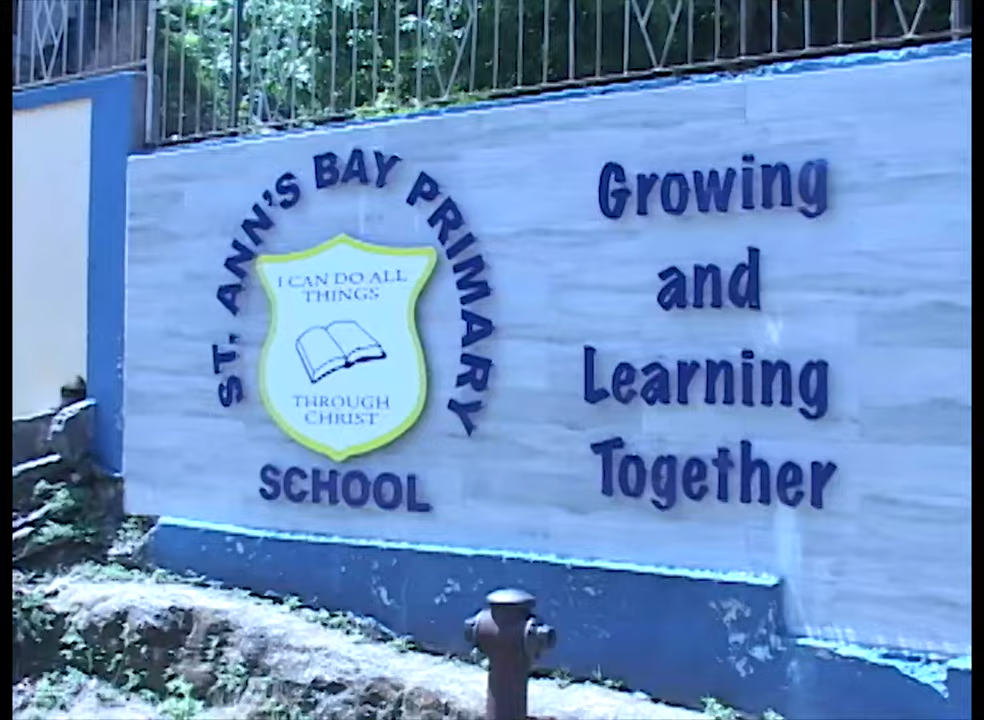 ST. ANN'S BAY PRIMARY
I CAN DO ALL
THINGS
THROUGH
CHRIST
SCHOOL
Growing
and
Learning
Together